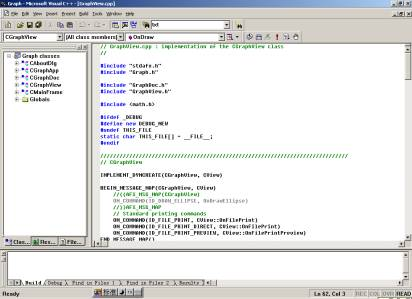 Graph - Microsoft Visual C++ - [GraphView.cpp]
File Edit View Insert Project Build Tools Window Help
txt
CGraphView
[All class members]
OnDraw
Graph classes
CAboutDlg
CGraphApp
CGraphDoc
CGraphView
CMainFrame
Globals
Clas...
Res...
File...
// GraphView.cpp : implementation of the CGraphView class
//
#include "stdafx.h"
#include "Graph.h"
#include "GraphDoc.h"
#include "GraphView.h"
#include <math.h>
#ifdef _DEBUG
#define new DEBUG_NEW
#undef THIS_FILE
static char THIS_FILE[] = __FILE__;
#endif
// CGraphView
IMPLEMENT_DYNCREATE(CGraphView, CView)
BEGIN_MESSAGE_MAP(CGraphView, CView)
//{{AFX_MSG_MAP(CGraphView)
ON_COMMAND(ID_DRAW_ELLIPSE, OnDrawEllipse)
//}}AFX_MSG_MAP
// Standard printing commands
ON_COMMAND(ID_FILE_PRINT, CView::OnFilePrint)
ON_COMMAND(ID_FILE_PRINT_DIRECT, CView::OnFilePrint)
ON_COMMAND(ID_FILE_PRINT_PREVIEW, CView::OnFilePrintPreview)
END_MESSAGE_MAP()
Build Debug Find in Files 1 Find in Files 2 Results
Ready
Ln 62, Col 3 REC COL OVR READ